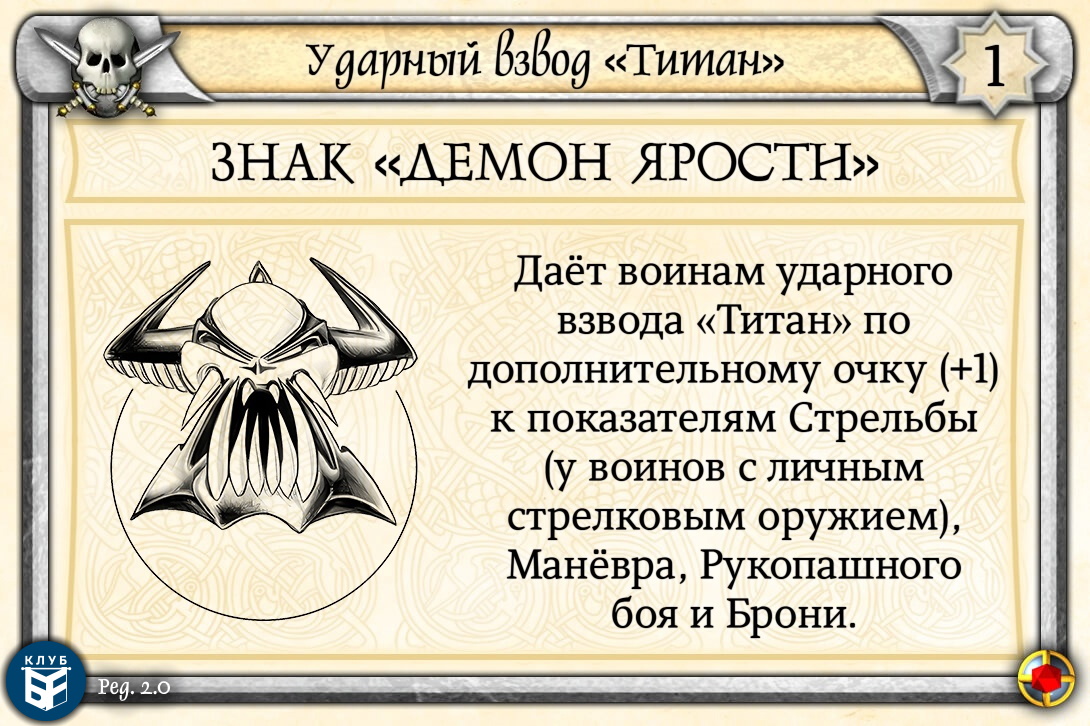 Ударный взвод «Титан»
1
ЗНАК «ДЕМОН ЯРОСТИ»
Даёт воинам ударного
взвода «Титан» по
дополнительному очку (+1)
к показателям Стрельбы
(у воинов с личным
стрелковым оружием),
Манёвра, Рукопашного
боя и Брони.
КЛУБ
Ред. 2.0